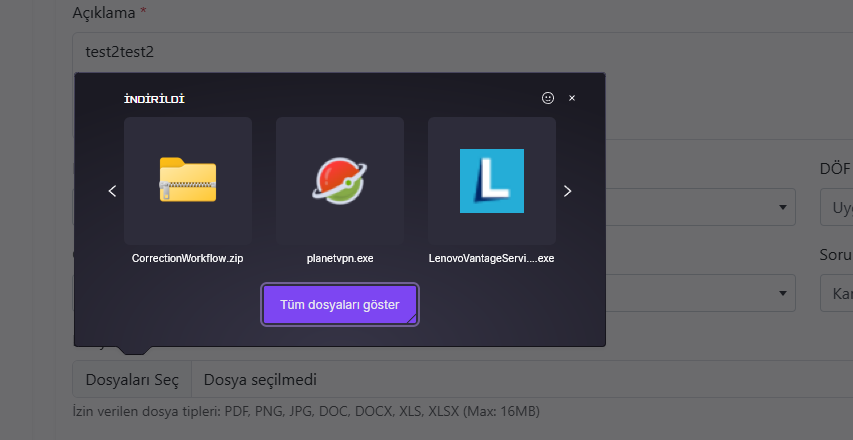 Açıklama *
test2test2
İNDİRİLDİ
L
CorrectionWorkflow.zip
planetvpn.exe
LenovoVantageServi....exe
Tüm dosyaları göster
DÖF
Uy
Soru
Ka
Dosyaları Seç Dosya seçilmedi
İzin verilen dosya tipleri: PDF, PNG, JPG, DOC, DOCX, XLS, XLSX (Max: 16MB)